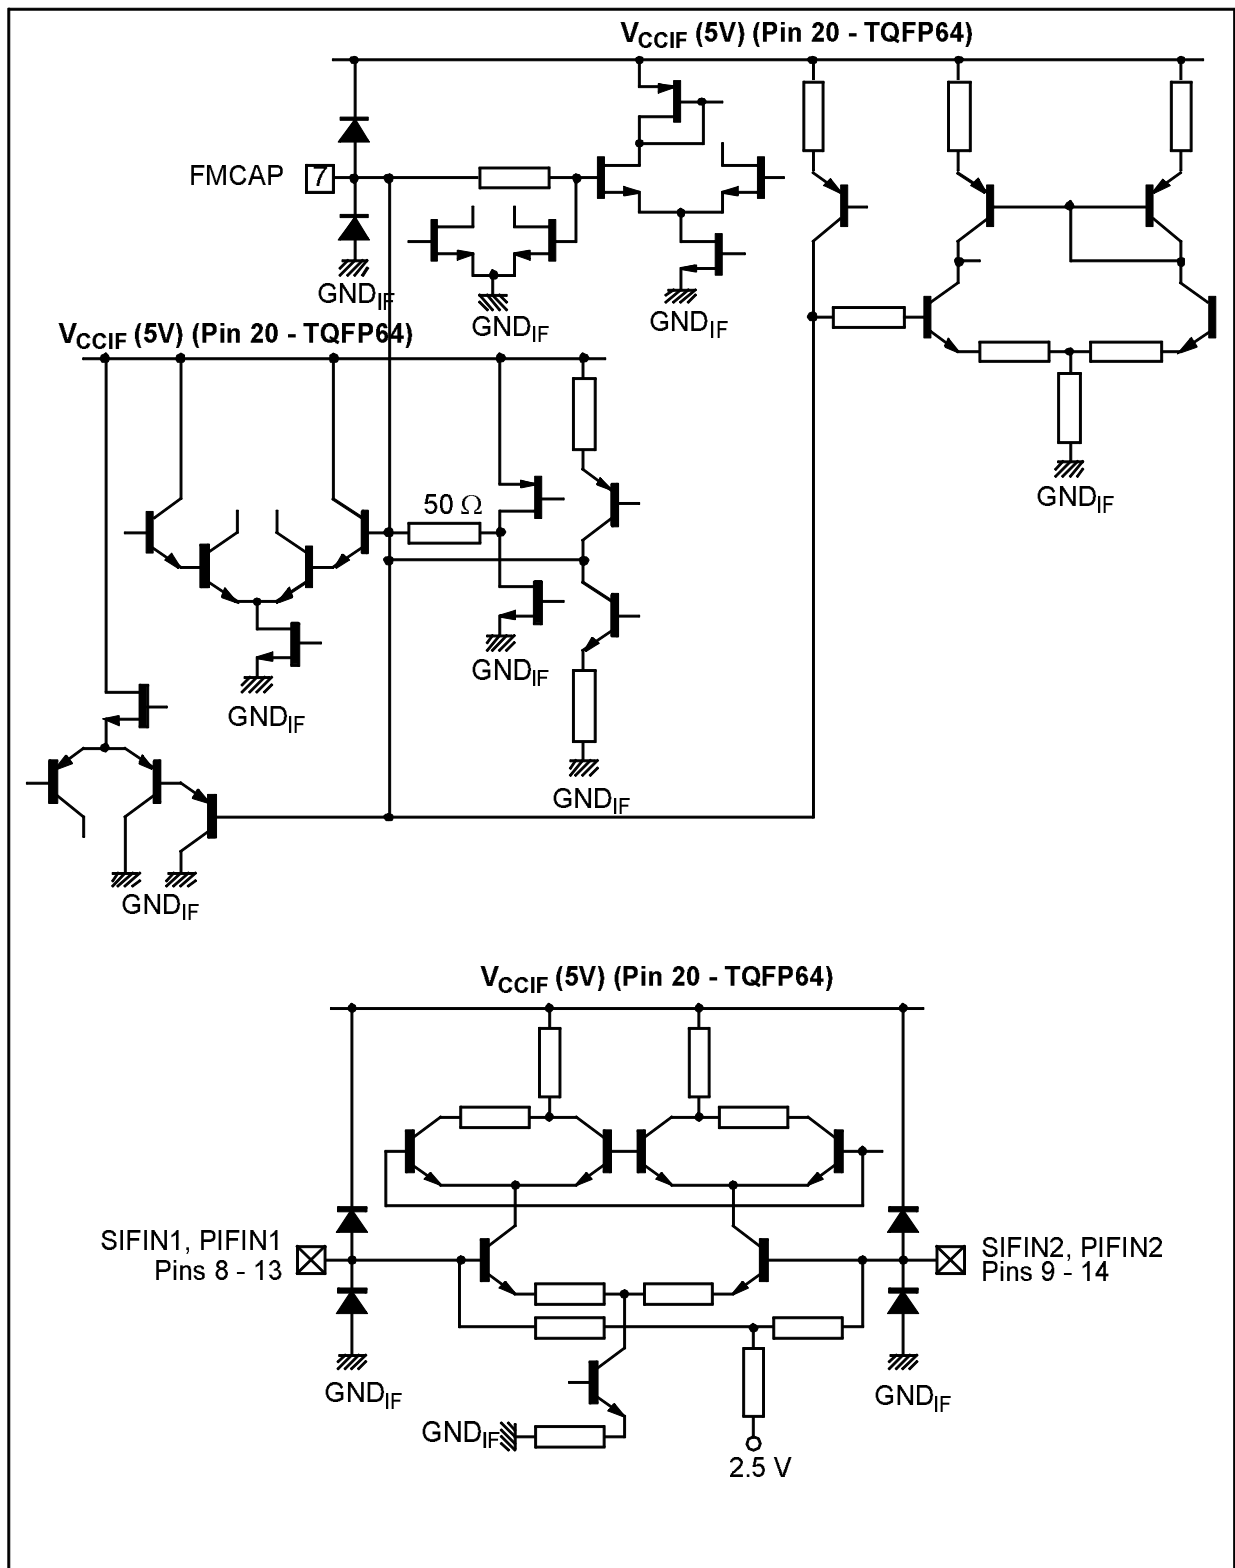 VCCIF (5V) (Pin 20 - TQFP64)
FMCAP 7
GNDIF
GNDIF
GNDIF
VCCIF (5V) (Pin 20 - TQFP64)
GNDIF
50 Ω
GNDIF
GNDIF
GNDIF
GNDIF
VCCIF (5V) (Pin 20 - TQFP64)
SIFIN1, PIFIN1
Pins 8 - 13
SIFIN2, PIFIN2
Pins 9 - 14
GNDIF
GNDIF
GNDIF
2.5 V